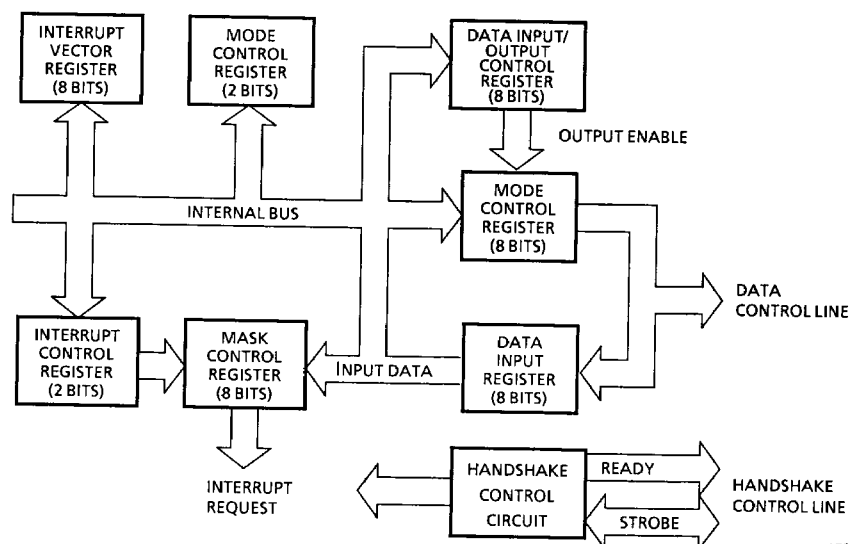 INTERRUPT
VECTOR
REGISTER
(8 BITS)
MODE
CONTROL
REGISTER
(2 BITS)
DATA INPUT/
OUTPUT
CONTROL
REGISTER
(8 BITS)
OUTPUT ENABLE
INTERNAL BUS
MODE
CONTROL
REGISTER
(8 BITS)
DATA
CONTROL LINE
INTERRUPT
CONTROL
REGISTER
(2 BITS)
MASK
CONTROL
REGISTER
(8 BITS)
INPUT DATA
DATA
INPUT
REGISTER
(8 BITS)
INTERRUPT
REQUEST
HANDSHAKE
CONTROL
CIRCUIT
READY
STROBE
HANDSHAKE
CONTROL LINE